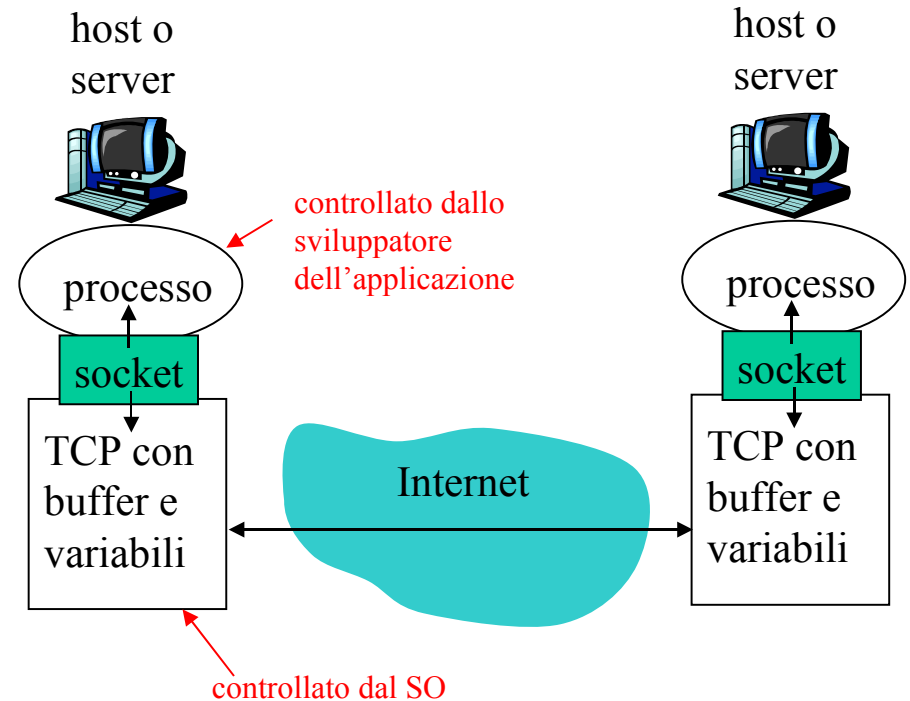 host o
server
host o
server
controllato dallo
sviluppatore
dell’applicazione
processo
processo
socket
socket
TCP con
buffer e
variabili
Internet
TCP con
buffer e
variabili
controllato dal SO